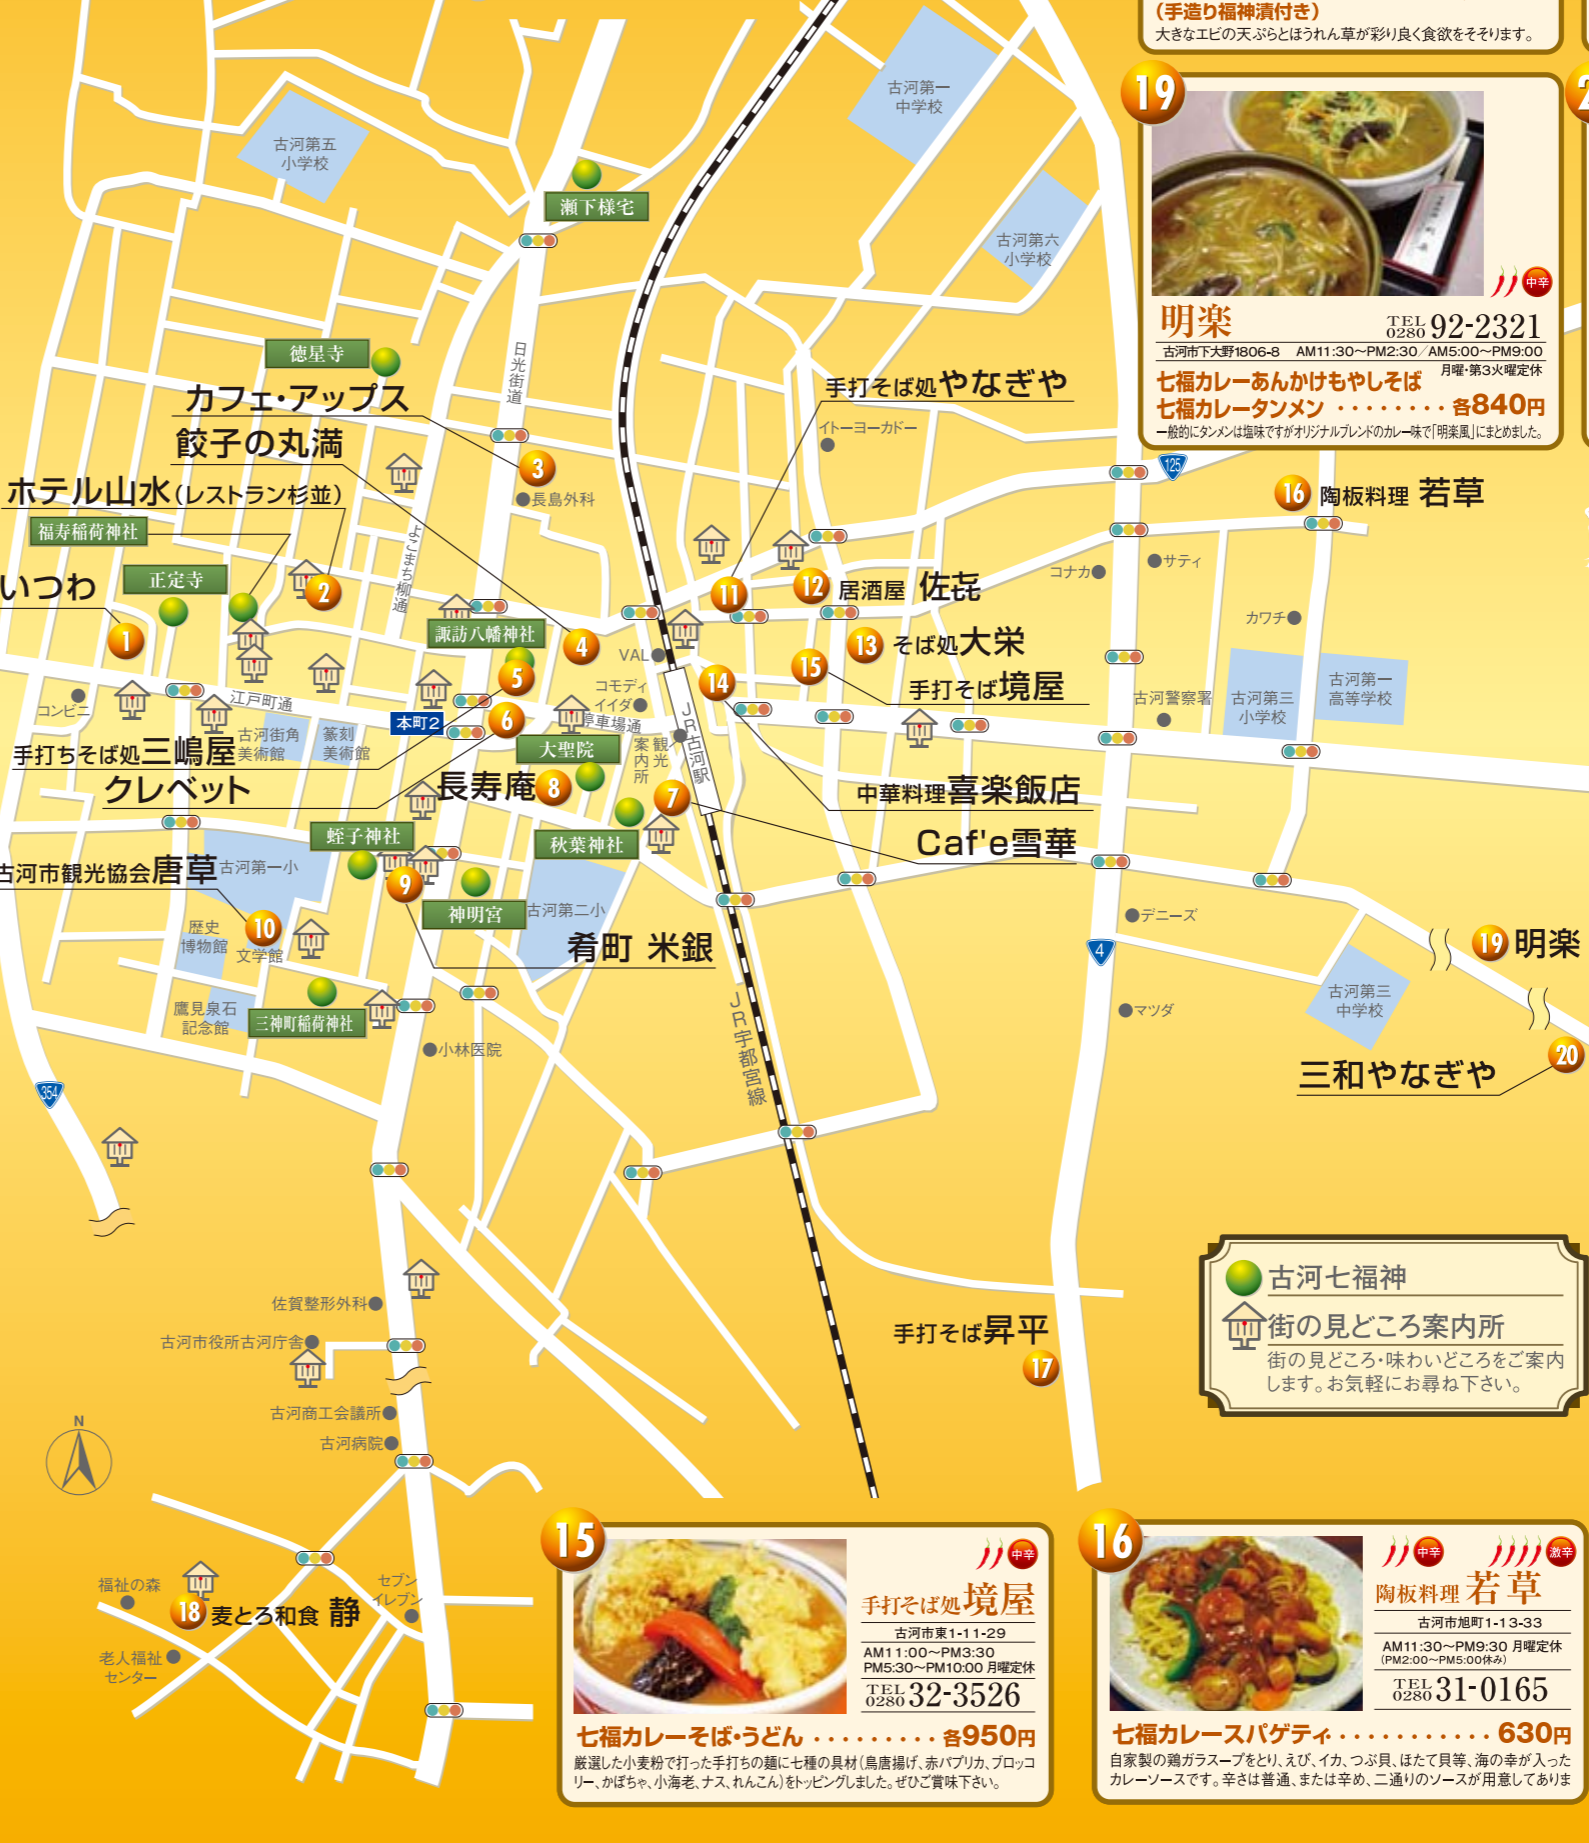 (手造り福神漬付き)
大きなエビの天ぷらとほうれん草が彩り良く食欲をそそります。
19
中辛
明楽
TEL 0280 92-2321
古河市下大野1806-8 AM11:30～PM2:30／AM5:00～PM9:00
月曜・第3火曜定休
七福カレーあんかけもやしそば
七福カレータンメン ・・・・・・・・ 各840円
一般的にタンメンは塩味ですがオリジナルブレンドのカレー味で「明楽風」にまとめました。
古河第一
中学校
古河第五
小学校
瀬下様宅
古河第六
小学校
日光街道
徳星寺
カフェ・アップス
餃子の丸満
ホテル山水(レストラン杉並)
福寿稲荷神社
正定寺
いつわ
1
2
3
長島外科
よこまち柳通
諏訪八幡神社
4
5
6
VAL
コモディ
イイダ
停車場通
本町2
江戸町通
コンビニ
古河街角
美術館
篆刻
美術館
手打ちそば処三嶋屋
クレベット
大聖院
観光
案内所
JR古河駅
長寿庵
8
7
秋葉神社
蛭子神社
古河第一小
古河市観光協会唐草
9
神明宮
古河第二小
肴町 米銀
10
歴史
博物館
文学館
鷹見泉石
記念館
三神町稲荷神社
小林医院
354
JR宇都宮線
手打そば処やなぎや
イトーヨーカドー
125
16 陶板料理 若草
11
12 居酒屋 佐㐂
13 そば処大栄
14
15
手打そば境屋
コナカ
サティ
カワチ
古河警察署
古河第三
小学校
古河第一
高等学校
中華料理喜楽飯店
Caf'e雪華
デニーズ
4
マツダ
19 明楽
古河第三
中学校
三和やなぎや
20
古河七福神
街の見どころ案内所
街の見どころ・味わいどころをご案内
します。お気軽にお尋ね下さい。
手打そば昇平
17
佐賀整形外科
古河市役所古河庁舎
古河商工会議所
古河病院
N
福祉の森
18 麦とろ和食 静
セブン
イレブン
老人福祉
センター
15
中辛
手打そば処境屋
古河市東1-11-29
AM11:00～PM3:30
PM5:30～PM10:00 月曜定休
TEL 0280 32-3526
七福カレーそば・うどん ・・・・・・・・・ 各950円
厳選した小麦粉で打った手打ちの麺に七種の具材(鳥唐揚げ、赤パプリカ、ブロッコ
リー、かぼちゃ、小海老、ナス、れんこん)をトッピングしました。ぜひご賞味下さい。
16
中辛
激辛
陶板料理 若草
古河市旭町1-13-33
AM11:30～PM9:30 月曜定休
(PM2:00～PM5:00休み)
TEL 0280 31-0165
七福カレースパゲティ・・・・・・・・・・・ 630円
自家製の鶏ガラスープをとり、えび、イカ、つぶ貝、ほたて貝等、海の幸が入った
カレーソースです。辛さは普通、または辛め、二通りのソースが用意してありま